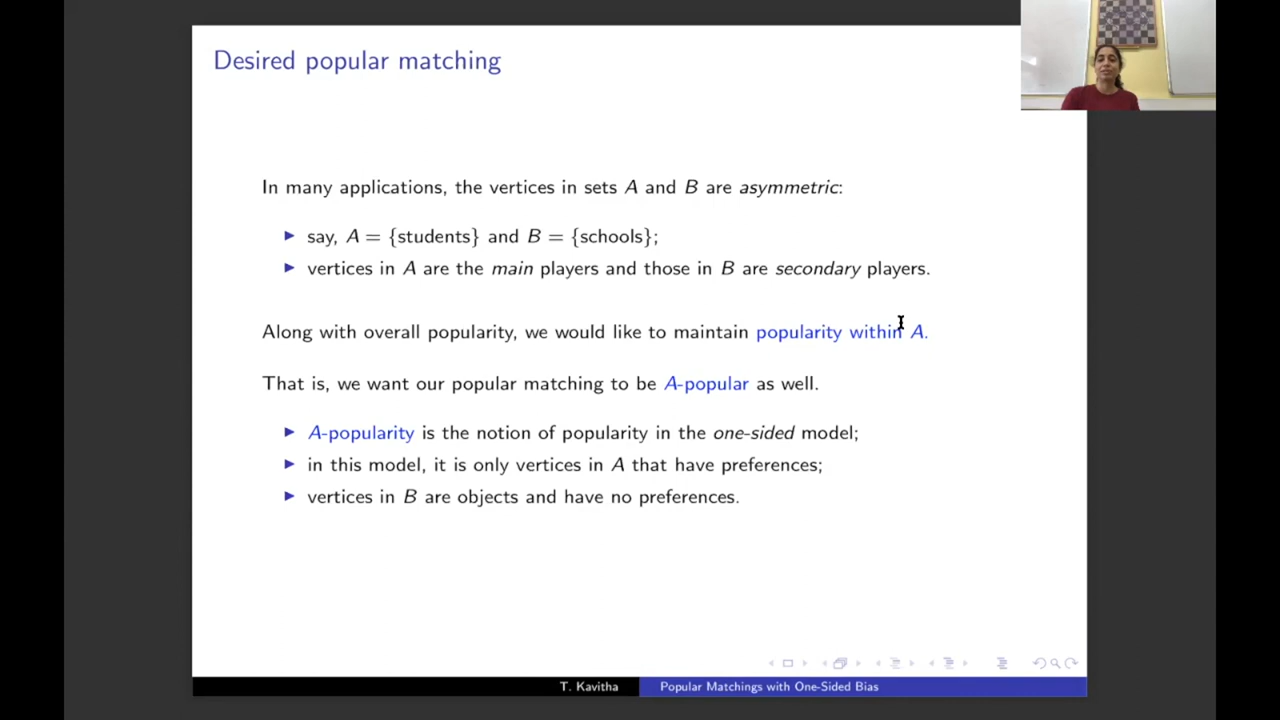 Desired popular matching
In many applications, the vertices in sets A and B are asymmetric:
▶ say, A = {students} and B = {schools};
▶ vertices in A are the main players and those in B are secondary players.
Along with overall popularity, we would like to maintain popularity within A.
That is, we want our popular matching to be A-popular as well.
▶ A-popularity is the notion of popularity in the one-sided model;
▶ in this model, it is only vertices in A that have preferences;
▶ vertices in B are objects and have no preferences.
T. Kavitha Popular Matchings with One-Sided Bias